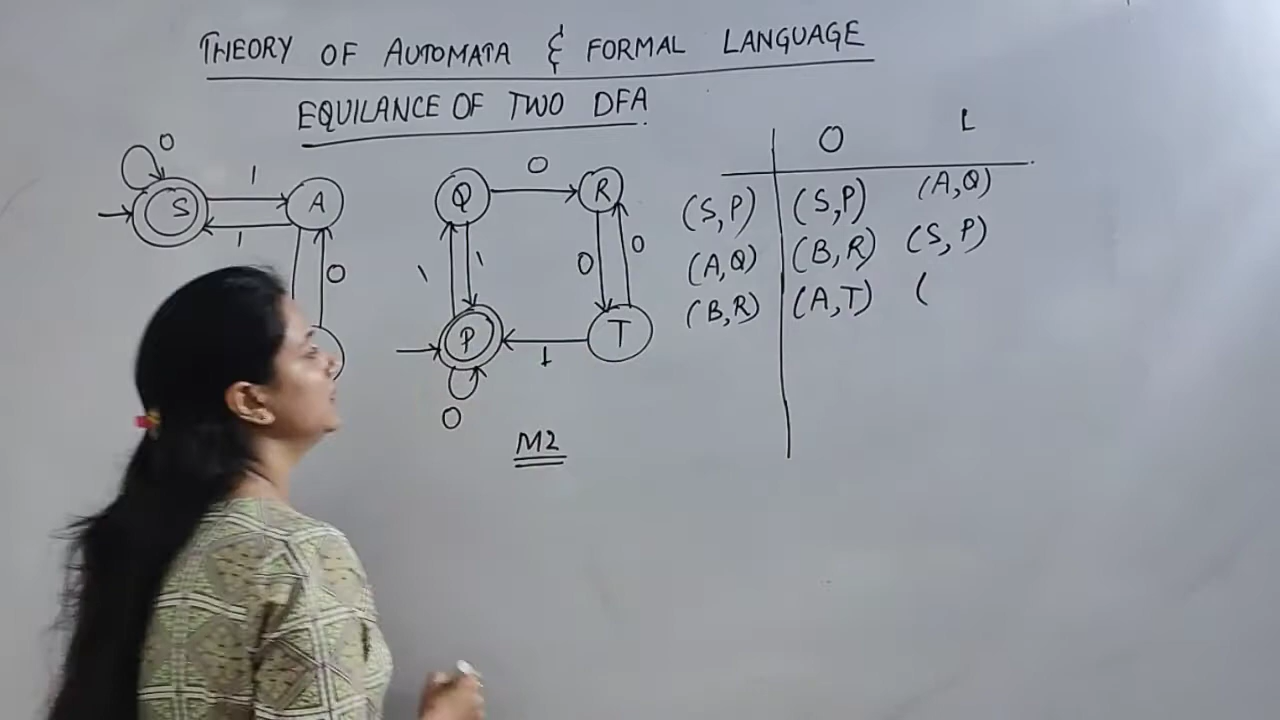 THEORY OF AUTOMATA & FORMAL LANGUAGE
EQUILANCE OF TWO DFA
0
1
S A
1
0
0
Q R
1 1
0 0
P T
1
0
M2
0 1
(S,P) (S,P) (A,Q)
(A,Q) (B,R) (S,P)
(B,R) (A,T) (